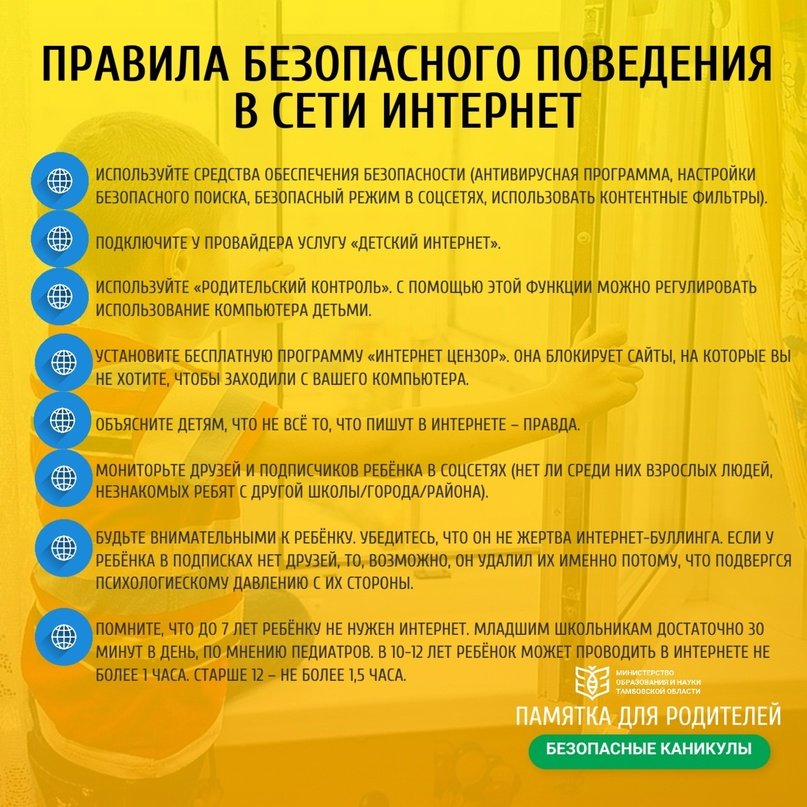 ПРАВИЛА БЕЗОПАСНОГО ПОВЕДЕНИЯ
В СЕТИ ИНТЕРНЕТ
ИСПОЛЬЗУЙТЕ СРЕДСТВА ОБЕСПЕЧЕНИЯ БЕЗОПАСНОСТИ (АНТИВИРУСНАЯ ПРОГРАММА, НАСТРОЙКИ
БЕЗОПАСНОГО ПОИСКА, БЕЗОПАСНЫЙ РЕЖИМ В СОЦСЕТЯХ, ИСПОЛЬЗОВАТЬ КОНТЕНТНЫЕ ФИЛЬТРЫ).
ПОДКЛЮЧИТЕ У ПРОВАЙДЕРА УСЛУГУ «ДЕТСКИЙ ИНТЕРНЕТ».
ИСПОЛЬЗУЙТЕ «РОДИТЕЛЬСКИЙ КОНТРОЛЬ». С ПОМОЩЬЮ ЭТОЙ ФУНКЦИИ МОЖНО РЕГУЛИРОВАТЬ
ИСПОЛЬЗОВАНИЕ КОМПЬЮТЕРА ДЕТЬМИ.
УСТАНОВИТЕ БЕСПЛАТНУЮ ПРОГРАММУ «ИНТЕРНЕТ ЦЕНЗОР». ОНА БЛОКИРУЕТ САЙТЫ, НА КОТОРЫЕ ВЫ
НЕ ХОТИТЕ, ЧТОБЫ ЗАХОДИЛИ С ВАШЕГО КОМПЬЮТЕРА.
ОБЪЯСНИТЕ ДЕТЯМ, ЧТО НЕ ВСЁ ТО, ЧТО ПИШУТ В ИНТЕРНЕТЕ – ПРАВДА.
МОНИТОРЬТЕ ДРУЗЕЙ И ПОДПИСЧИКОВ РЕБЁНКА В СОЦСЕТЯХ (НЕТ ЛИ СРЕДИ НИХ ВЗРОСЛЫХ ЛЮДЕЙ,
НЕЗНАКОМЫХ РЕБЯТ С ДРУГОЙ ШКОЛЫ/ГОРОДА/РАЙОНА).
БУДЬТЕ ВНИМАТЕЛЬНЫМИ К РЕБЁНКУ. УБЕДИТЕСЬ, ЧТО ОН НЕ ЖЕРТВА ИНТЕРНЕТ-БУЛЛИНГА. ЕСЛИ У
РЕБЁНКА В ПОДПИСКАХ НЕТ ДРУЗЕЙ, ТО, ВОЗМОЖНО, ОН УДАЛИЛ ИХ ИМЕННО ПОТОМУ, ЧТО ПОДВЕРГСЯ
ПСИХОЛОГИЕСКОМУ ДАВЛЕНИЮ С ИХ СТОРОНЫ.
ПОМНИТЕ, ЧТО ДО 7 ЛЕТ РЕБЁНКУ НЕ НУЖЕН ИНТЕРНЕТ. МЛАДШИМ ШКОЛЬНИКАМ ДОСТАТОЧНО 30
МИНУТ В ДЕНЬ, ПО МНЕНИЮ ПЕДИАТРОВ. В 10-12 ЛЕТ РЕБЁНОК МОЖЕТ ПРОВОДИТЬ В ИНТЕРНЕТЕ НЕ
БОЛЕЕ 1 ЧАСА. СТАРШЕ 12 – НЕ БОЛЕЕ 1,5 ЧАСА.
МИНИСТЕРСТВО
ОБРАЗОВАНИЯ И НАУКИ
ТАМБОВСКОЙ ОБЛАСТИ
ПАМЯТКА ДЛЯ РОДИТЕЛЕЙ
БЕЗОПАСНЫЕ КАНИКУЛЫ